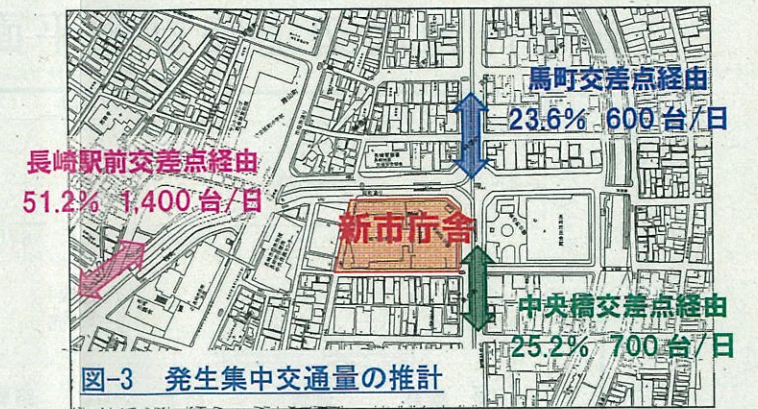 馬町交差点経由
23.6% 600台/日
長崎駅前交差点経由
51.2% 1,400台/日
新市庁舎
中央橋交差点経由
25.2% 700台/日
図-3 発生集中交通量の推計